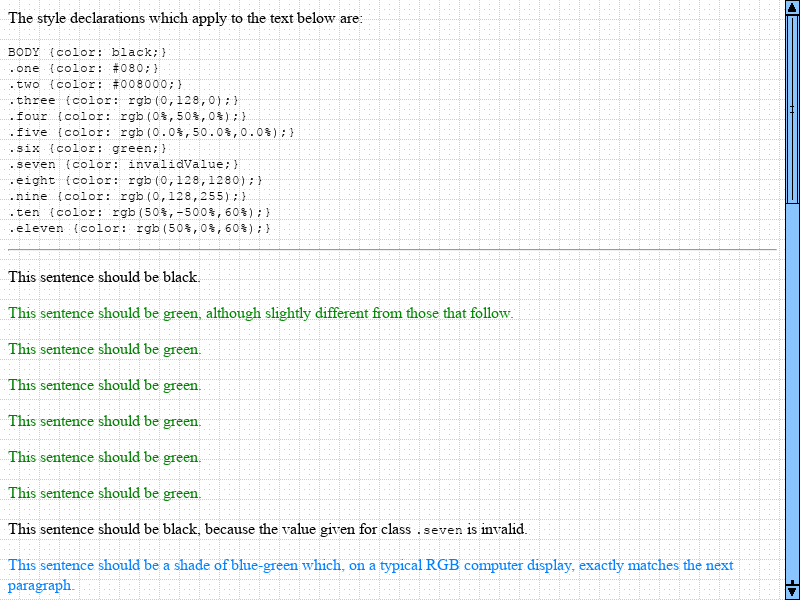 The style declarations which apply to the text below are:
BODY {color: black;}
.one {color: #080;}
.two {color: #008000;}
.three {color: rgb(0,128,0);}
.four {color: rgb(0%,50%,0%);}
.five {color: rgb(0.0%,50.0%,0.0%);}
.six {color: green;}
.seven {color: invalidValue;}
.eight {color: rgb(0,128,1280);}
.nine {color: rgb(0,128,255);}
.ten {color: rgb(50%,-500%,60%);}
.eleven {color: rgb(50%,0%,60%);}
This sentence should be black.
This sentence should be green, although slightly different from those that follow.
This sentence should be green.
This sentence should be green.
This sentence should be green.
This sentence should be green.
This sentence should be green.
This sentence should be black, because the value given for class .seven is invalid.
This sentence should be a shade of blue-green which, on a typical RGB computer display, exactly matches the next
paragraph.